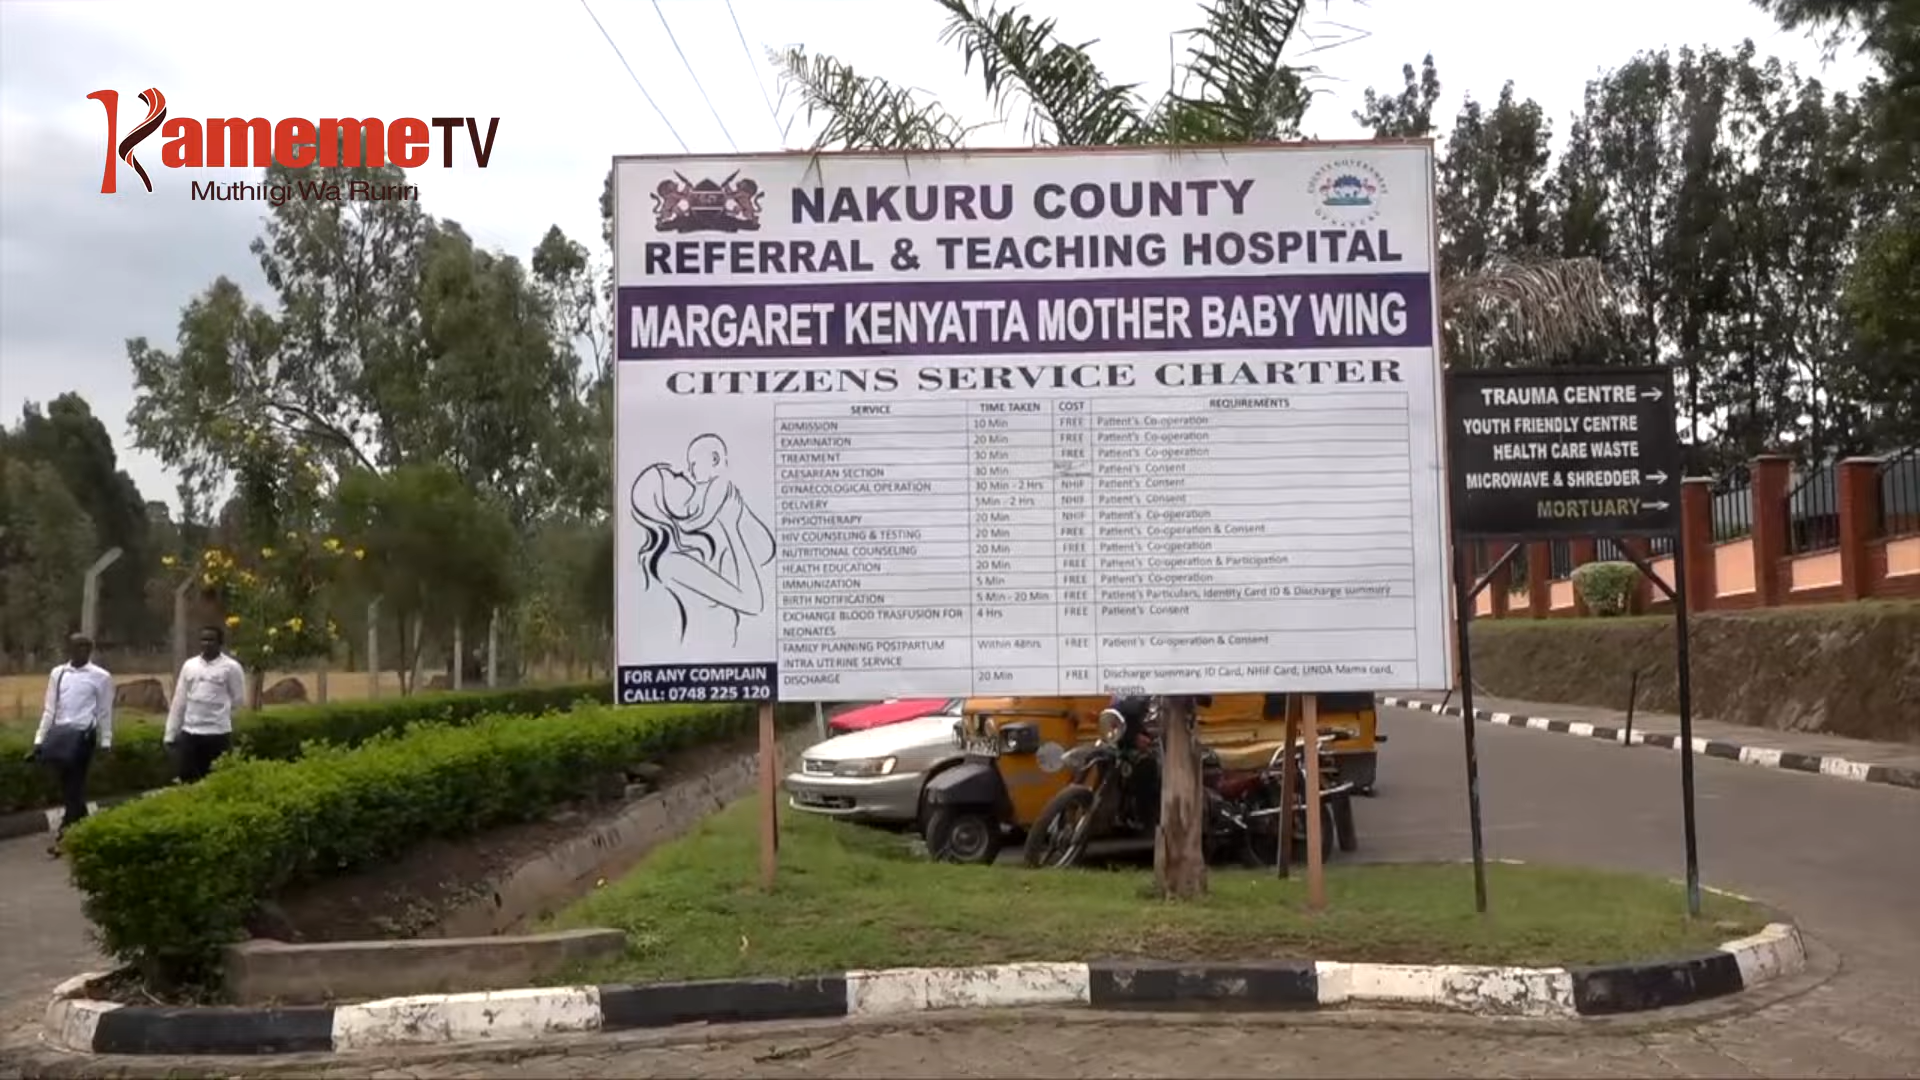 Kameme TV
Mũthiigi Wa Rũrĩrĩ
NAKURU COUNTY
REFERRAL & TEACHING HOSPITAL
MARGARET KENYATTA MOTHER BABY WING
CITIZENS SERVICE CHARTER
SERVICE TIME TAKEN COST REQUIREMENTS
ADMISSION 10 Min FREE Patient's Co-operation
EXAMINATION 20 Min FREE Patient's Co-operation
TREATMENT 30 Min FREE Patient's Co-operation
CAESAREAN SECTION 30 Min Patient's Consent
GYNAECOLOGICAL OPERATION 30 Min - 2 Hrs NHIF Patient's Consent
DELIVERY 5Min - 2 Hrs NHIF Patient's Consent
PHYSIOTHERAPY 20 Min NHIF Patient's Co-operation
HIV COUNSELING & TESTING 20 Min FREE Patient's Co-operation & Consent
NUTRITIONAL COUNSELING 20 Min FREE Patient's Co-operation
HEALTH EDUCATION 20 Min FREE Patient's Co-operation & Participation
IMMUNIZATION 5 Min FREE Patient's Co-operation
BIRTH NOTIFICATION 5 Min - 20 Min FREE Patient's Particulars, Identity Card ID & Discharge summary
EXCHANGE BLOOD TRASFUSION FOR 4 Hrs FREE Patient's Consent
NEONATES
FAMILY PLANNING POSTPARTUM Within 48hrs FREE Patient's Co-operation & Consent
INTRA UTERINE SERVICE
DISCHARGE 20 Min FREE Discharge summary, ID Card, NHIF Card, LINDA Mama card,
Receipts
FOR ANY COMPLAIN
CALL: 0748 225 120
TRAUMA CENTRE →
YOUTH FRIENDLY CENTRE
HEALTH CARE WASTE
MICROWAVE & SHREDDER →
MORTUARY →